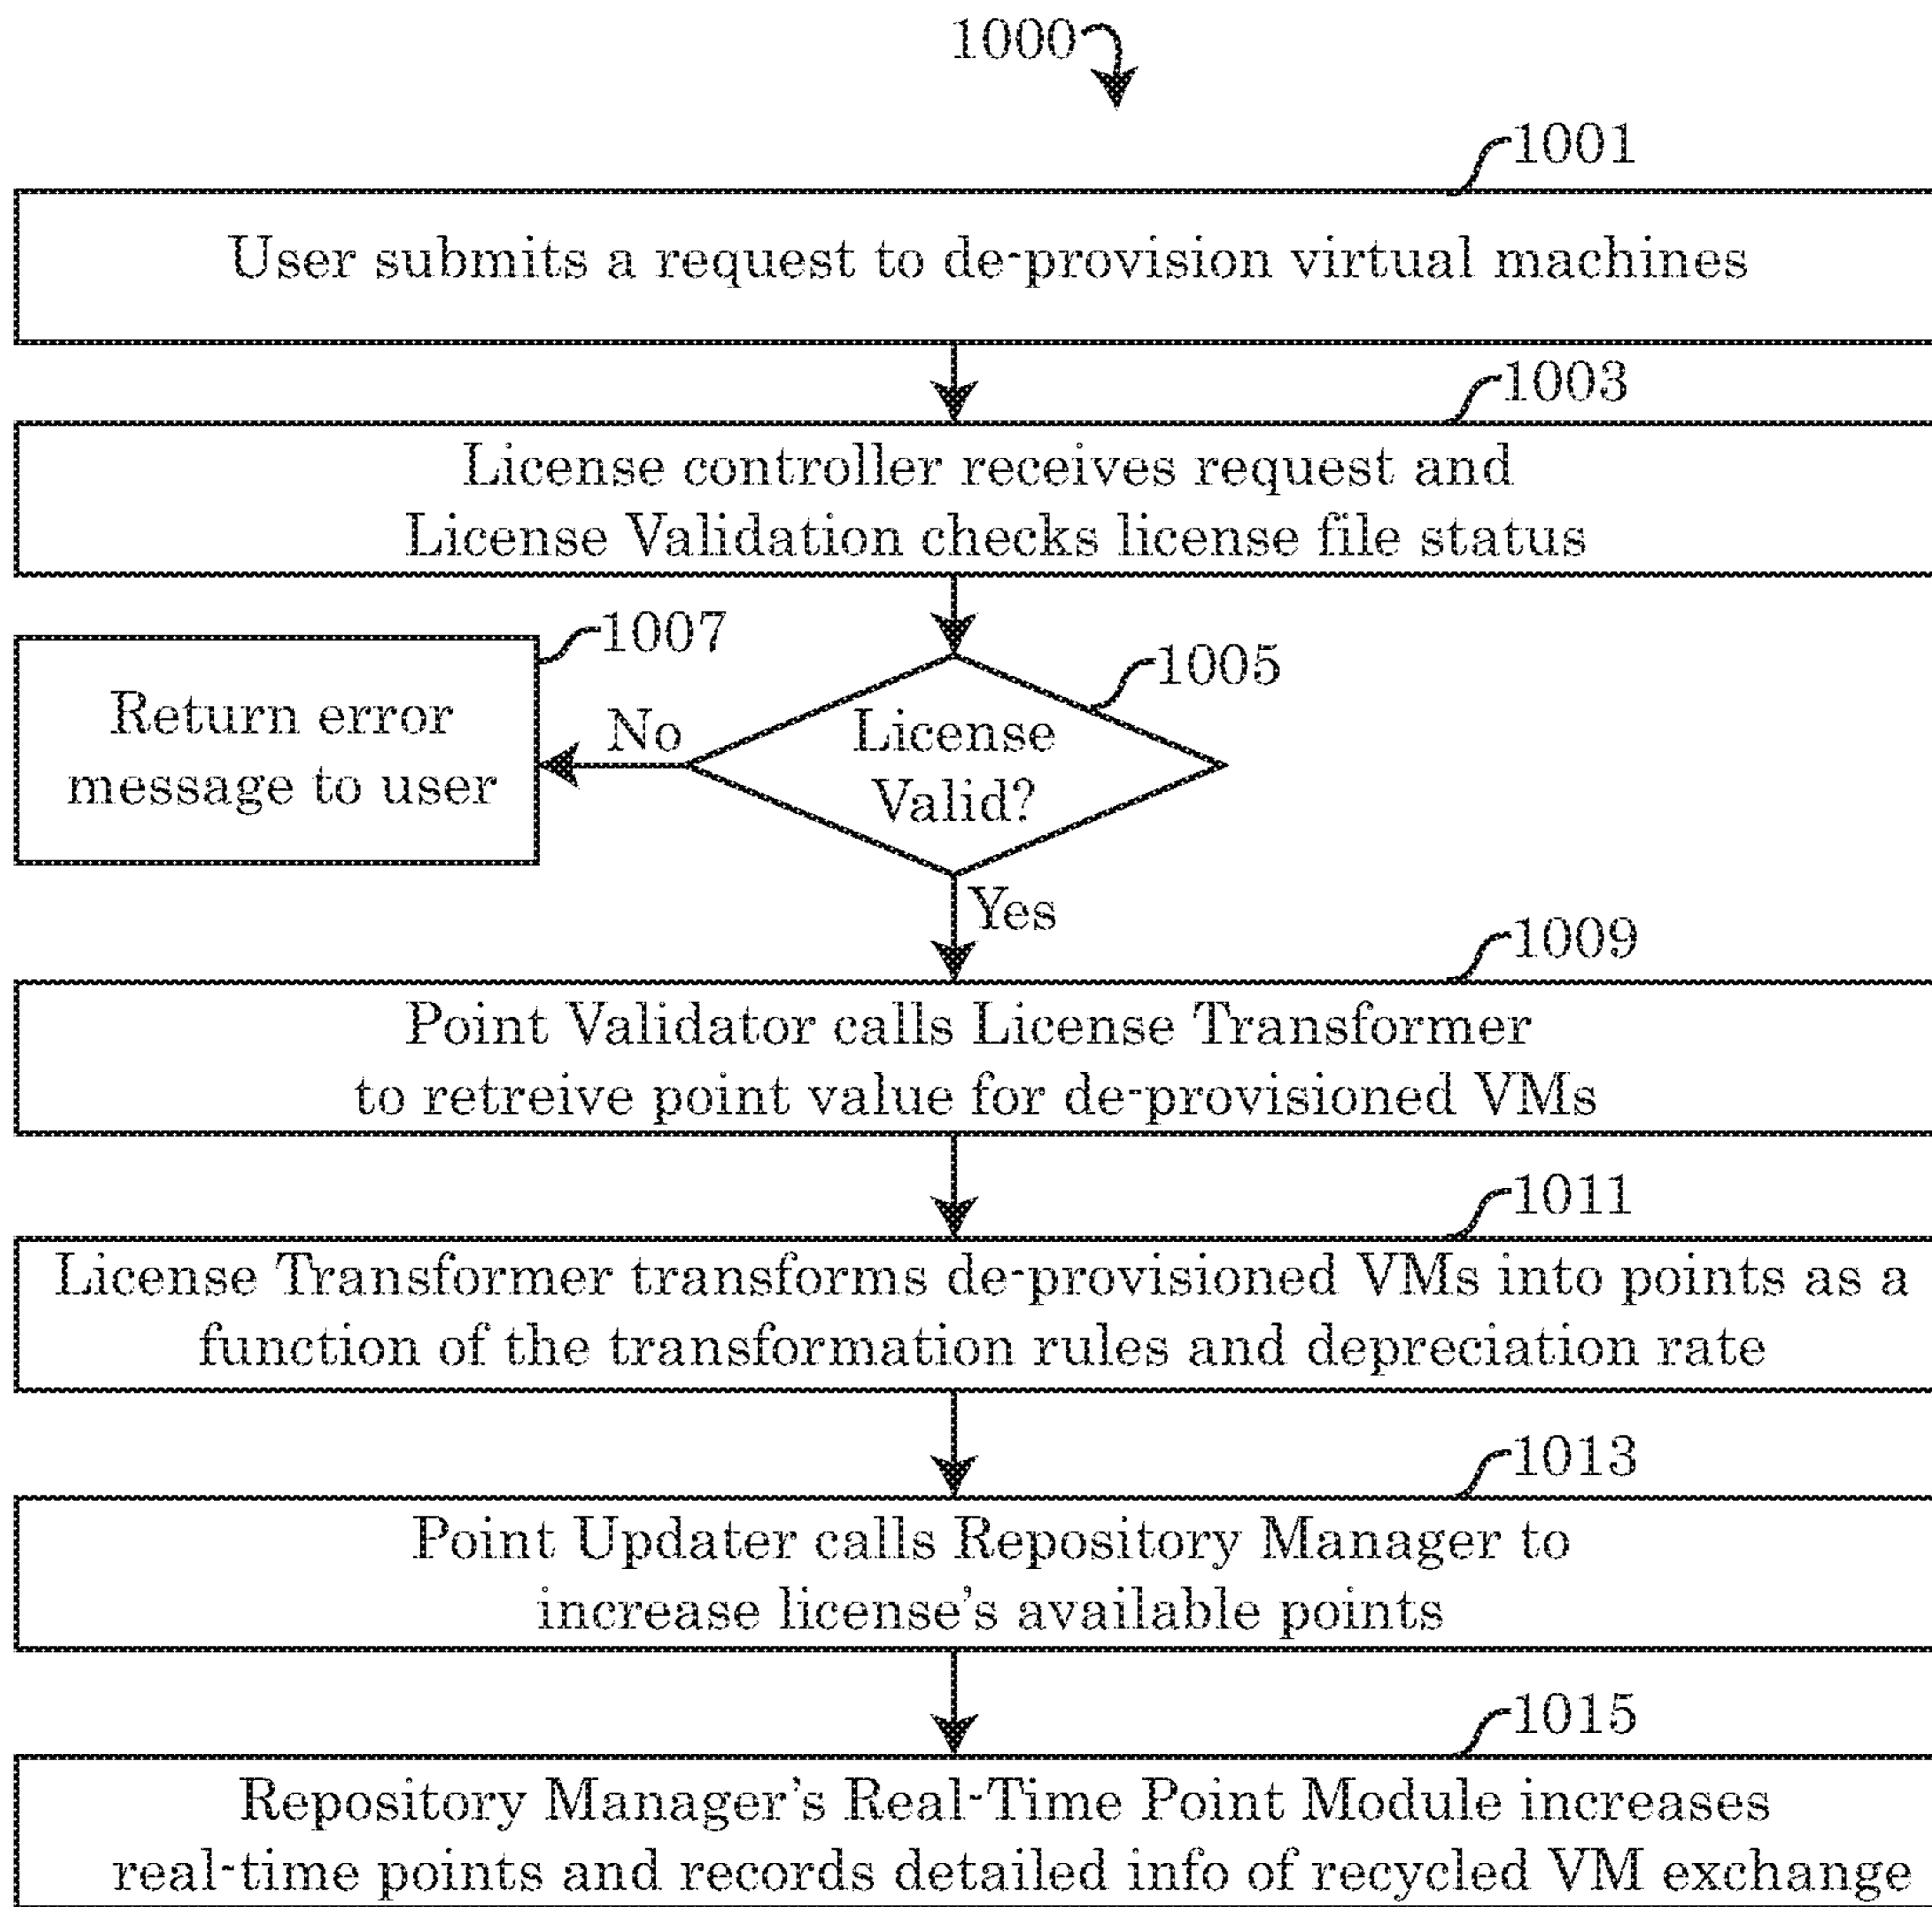 1000
1001
User submits a request to de-provision virtual machines
1003
License controller receives request and
License Validation checks license file status
1007
1005
Return error
message to user
No
License
Valid?
Yes
1009
Point Validator calls License Transformer
to retreive point value for de-provisioned VMs
1011
License Transformer transforms de-provisioned VMs into points as a
function of the transformation rules and depreciation rate
1013
Point Updater calls Repository Manager to
increase license's available points
1015
Repository Manager's Real-Time Point Module increases
real-time points and records detailed info of recycled VM exchange